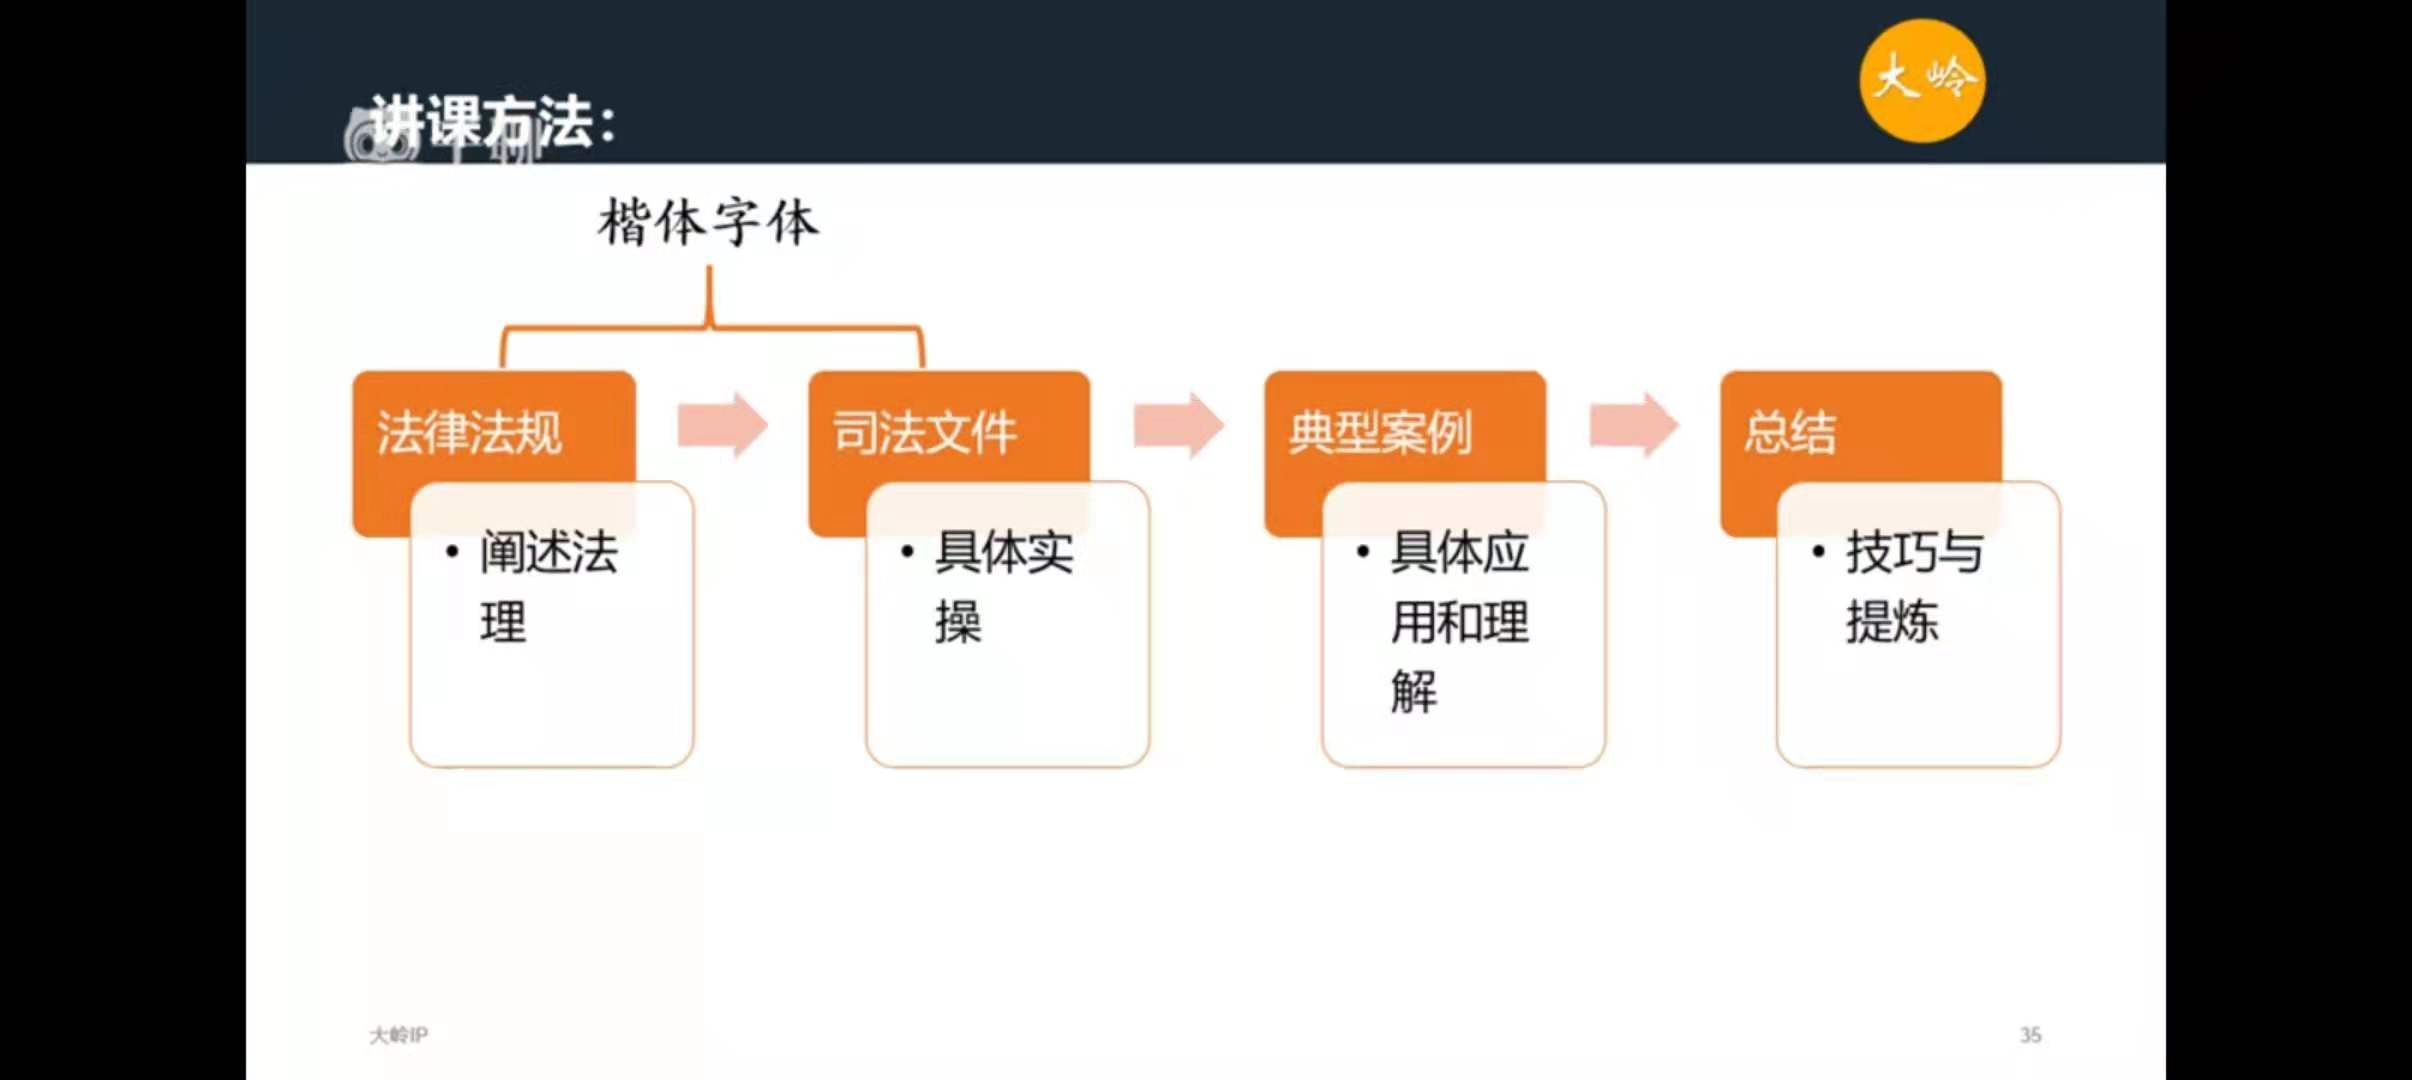 大岭
讲课方法：
楷体字体
法律法规
司法文件
典型案例
总结
• 阐述法
理
• 具体实
操
• 具体应
用和理
解
• 技巧与
提炼
大岭IP
35